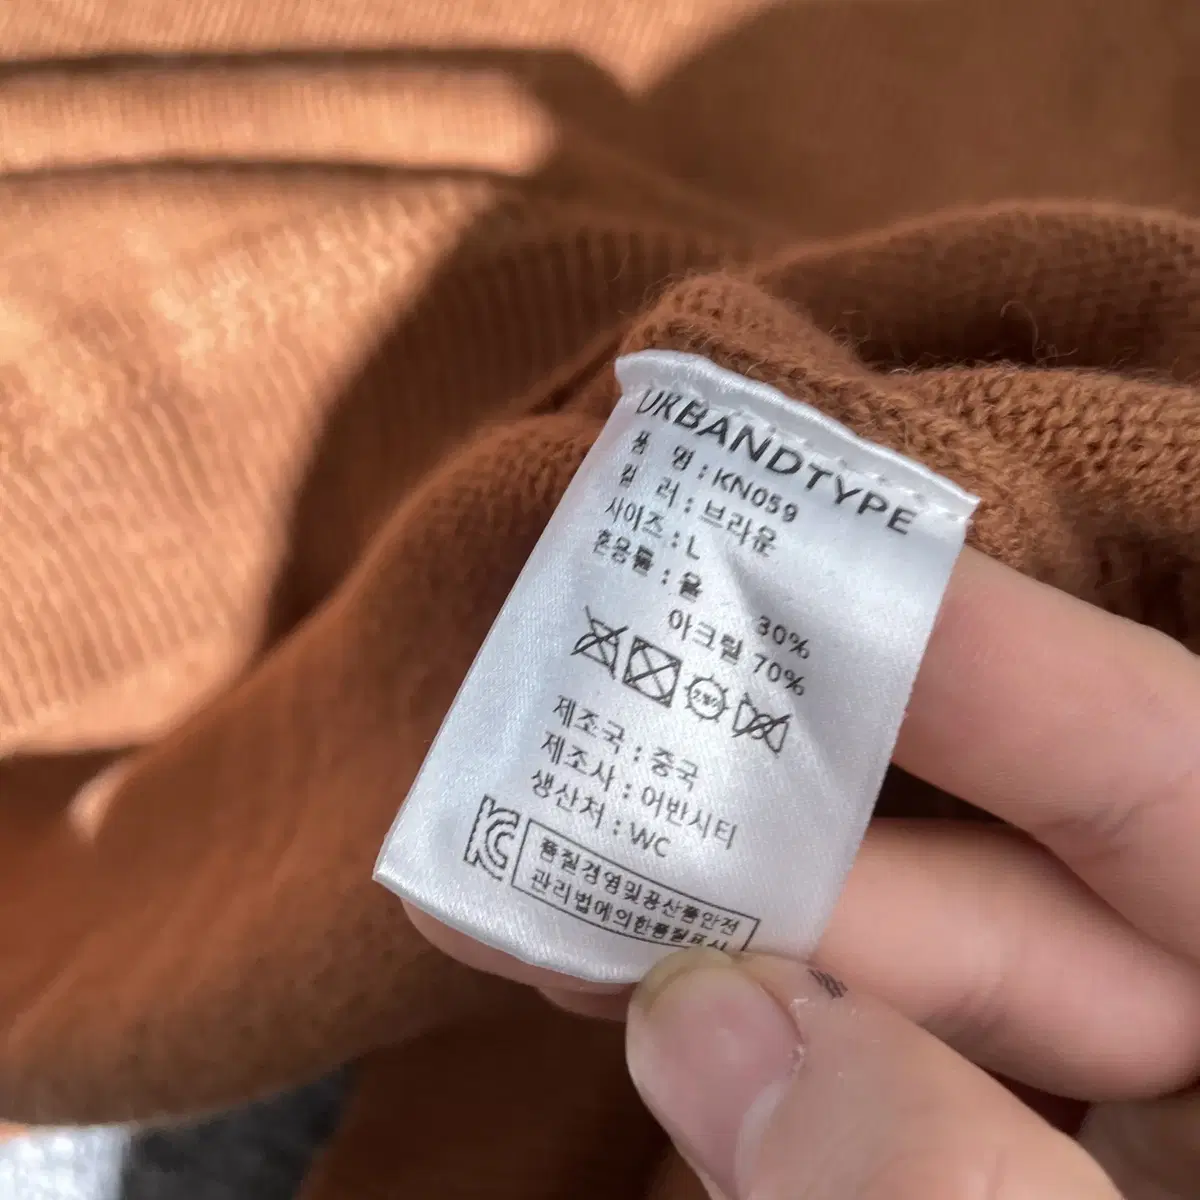 URBANDTYPE
품 명 : KN059
컬 러 : 브라운
사이즈 : L
혼용률 : 울 30%
아크릴 70%
제조국 : 중국
제조사 : 어반시티
생산처 : WC
KC
품질경영및공산품안전
관리법에의한품질표시